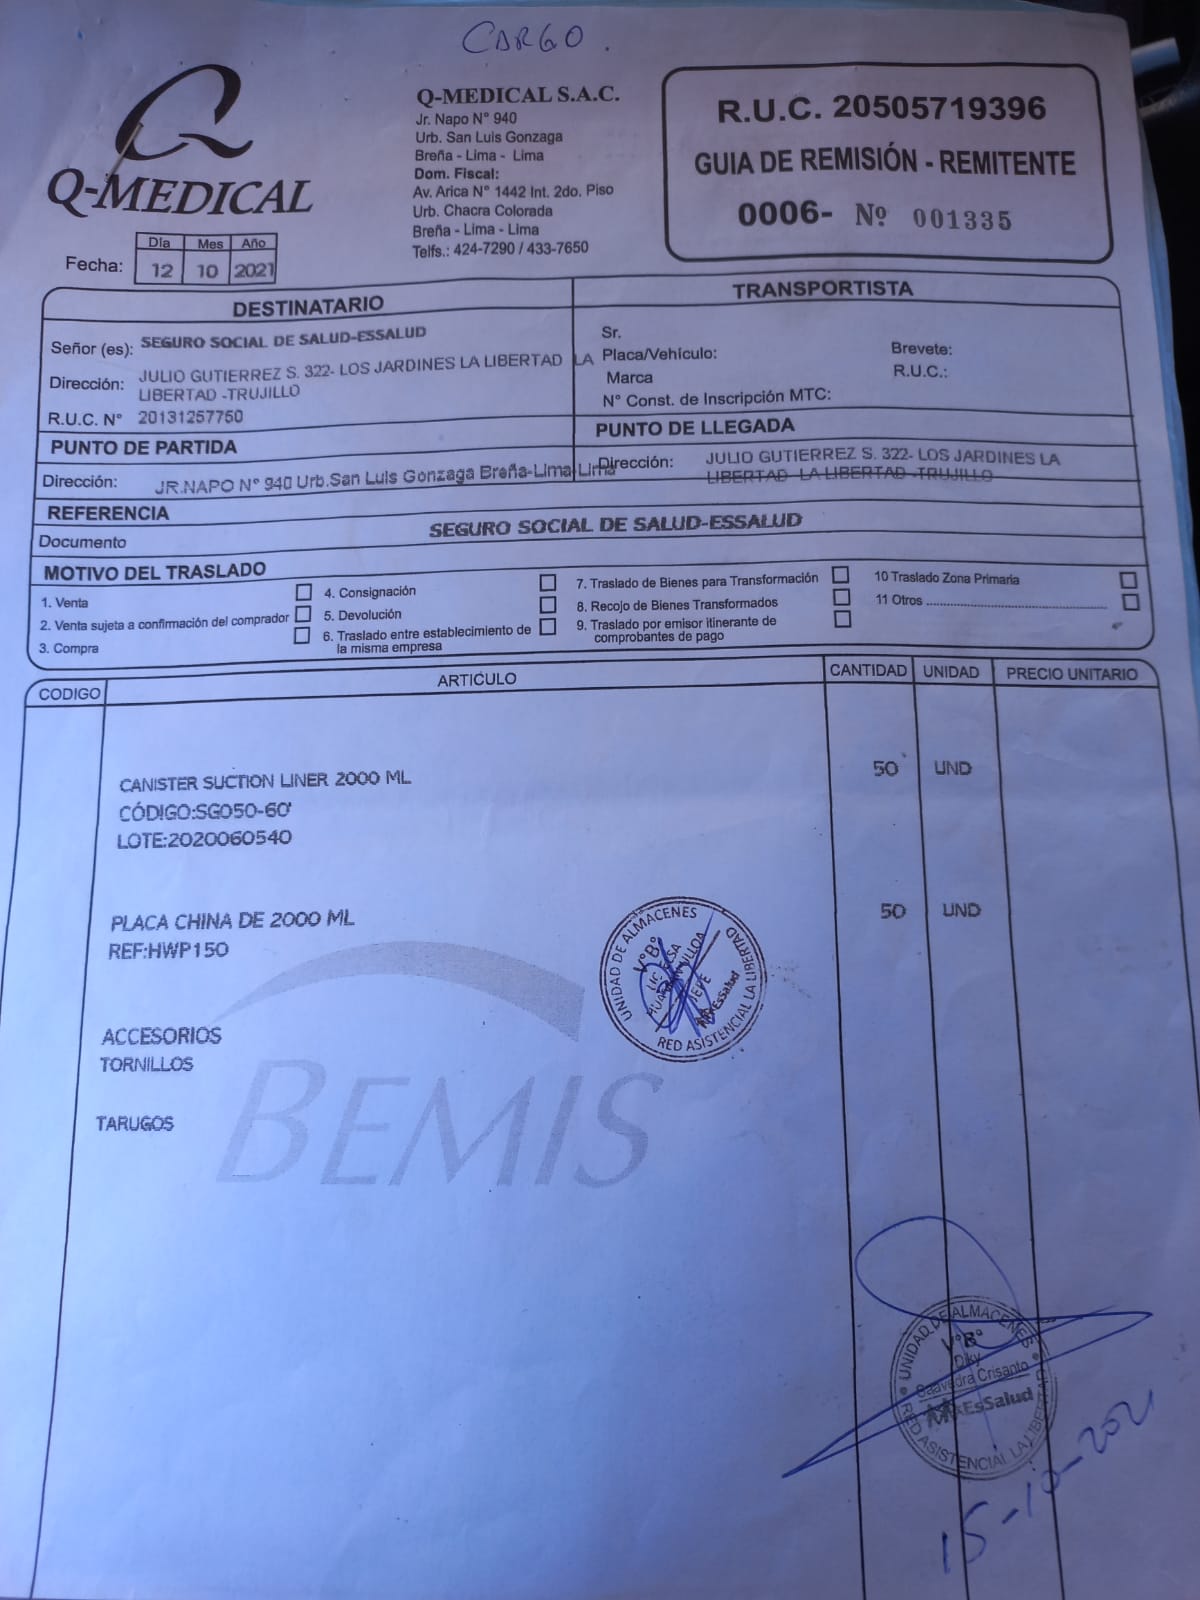 CARGO.
Q-MEDICAL
Q-MEDICAL S.A.C.
Jr. Napo N° 940
Urb. San Luis Gonzaga
Breña - Lima - Lima
Dom. Fiscal:
Av. Arica N° 1442 Int. 2do. Piso
Urb. Chacra Colorada
Breña - Lima - Lima
Telfs.: 424-7290 / 433-7650
R.U.C. 20505719396
GUIA DE REMISIÓN - REMITENTE
0006- Nº 001335
Día Mes Año
Fecha: 12 10 2021
DESTINATARIO
Señor (es): SEGURO SOCIAL DE SALUD-ESSALUD
Dirección: JULIO GUTIERREZ S. 322- LOS JARDINES LA LIBERTAD LA
LIBERTAD -TRUJILLO
R.U.C. N° 20131257750
TRANSPORTISTA
Sr.
Placa/Vehículo: Brevete:
Marca R.U.C.:
N° Const. de Inscripción MTC:
PUNTO DE PARTIDA
Dirección: JR.NAPO N° 940 Urb.San Luis Gonzaga Breña-Lima-Lima
PUNTO DE LLEGADA
Dirección: JULIO GUTIERREZ S. 322- LOS JARDINES LA
LIBERTAD LA LIBERTAD -TRUJILLO
REFERENCIA
Documento SEGURO SOCIAL DE SALUD-ESSALUD
MOTIVO DEL TRASLADO
1. Venta
2. Venta sujeta a confirmación del comprador
3. Compra
4. Consignación
5. Devolución
6. Traslado entre establecimiento de
la misma empresa
7. Traslado de Bienes para Transformación
8. Recojo de Bienes Transformados
9. Traslado por emisor itinerante de
comprobantes de pago
10 Traslado Zona Primaria
11 Otros
CODIGO ARTICULO CANTIDAD UNIDAD PRECIO UNITARIO
CANISTER SUCTION LINER 2000 ML 50 UND
CÓDIGO:SG050-60
LOTE:2020060540
PLACA CHINA DE 2000 ML 50 UND
REF:HWP150
ACCESORIOS
TORNILLOS
TARUGOS
BEMIS
UNIDAD DE ALMACENES
V°B°
LIC. ELSA
JEFE
EsSalud
RED ASISTENCIAL LA LIBERTAD
UNIDAD DE ALMACENES
V°B°
Diky
Saavedra Crisanto
EsSalud
RED ASISTENCIAL LA LIBERTAD
15-10-2021